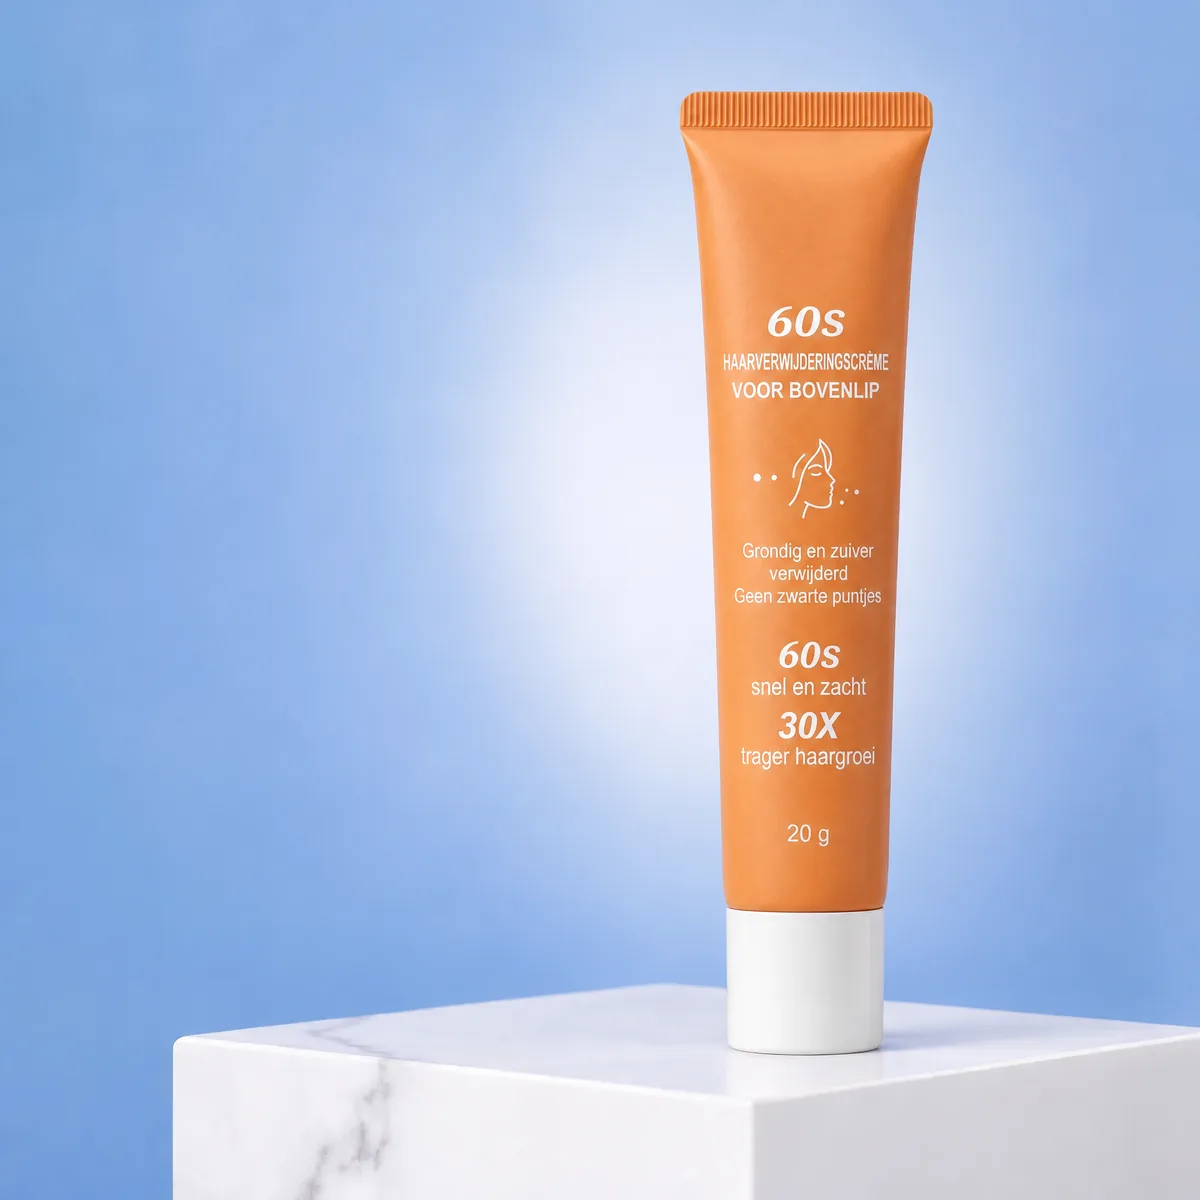 60s
HAARVERWIJDERINGSCRÈME
VOOR BOVENLIP
Grondig en zuiver
verwijderd
Geen zwarte puntjes
60s
snel en zacht
30X
trager haargroei
20 g